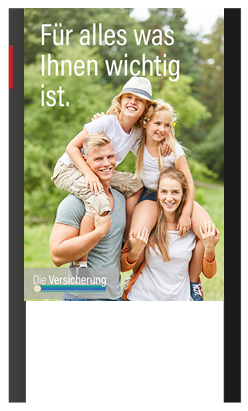 Für alles was
Ihnen wichtig
ist.
Die Versicherung